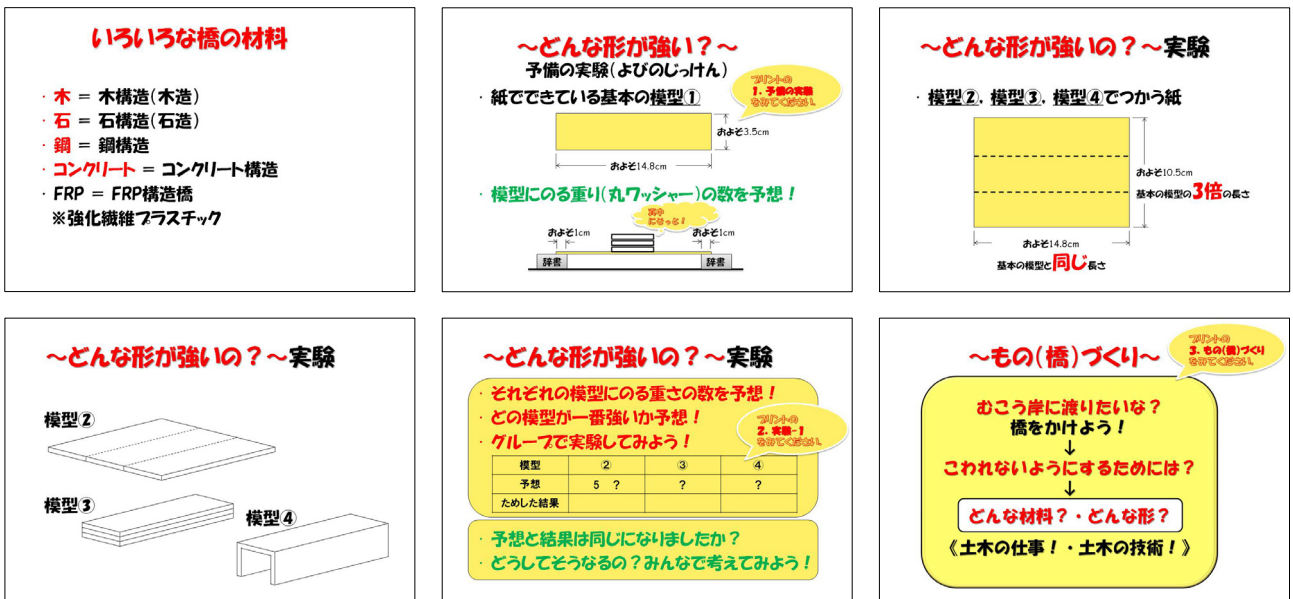 いろいろな橋の材料
・木 = 木構造(木造)
・石 = 石構造(石造)
・鋼 = 鋼構造
・コンクリート = コンクリート構造
・FRP = FRP構造橋
※強化繊維プラスチック
～どんな形が強い？～
予備の実験(よびのじっけん)
プリントの
1. 予備の実験
をみてください。
・紙でできている基本の模型①
およそ3.5cm
およそ14.8cm
・模型にのる重り(丸ワッシャー)の数を予想！
真中
になっと！
およそ1cm
およそ1cm
辞書
辞書
～どんな形が強いの？～実験
・模型②, 模型③, 模型④でつかう紙
およそ10.5cm
基本の模型の3倍の長さ
およそ14.8cm
基本の模型と同じ長さ
～どんな形が強いの？～実験
模型②
模型③
模型④
～どんな形が強いの？～実験
・それぞれの模型にのる重さの数を予想！
・どの模型が一番強いか予想！
・グループで実験してみよう！
プリントの
2. 実験-1
をみてください。
模型 ② ③ ④
予想 5 ？ ？ ？
ためした結果
・予想と結果は同じになりましたか？
・どうしてそうなるの？みんなで考えてみよう！
～もの(橋)づくり～
プリントの
3. もの(橋)づくり
をみてください。
むこう岸に渡りたいな？
橋をかけよう！
↓
こわれないようにするためには？
↓
どんな材料？・どんな形？
《土木の仕事！・土木の技術！》